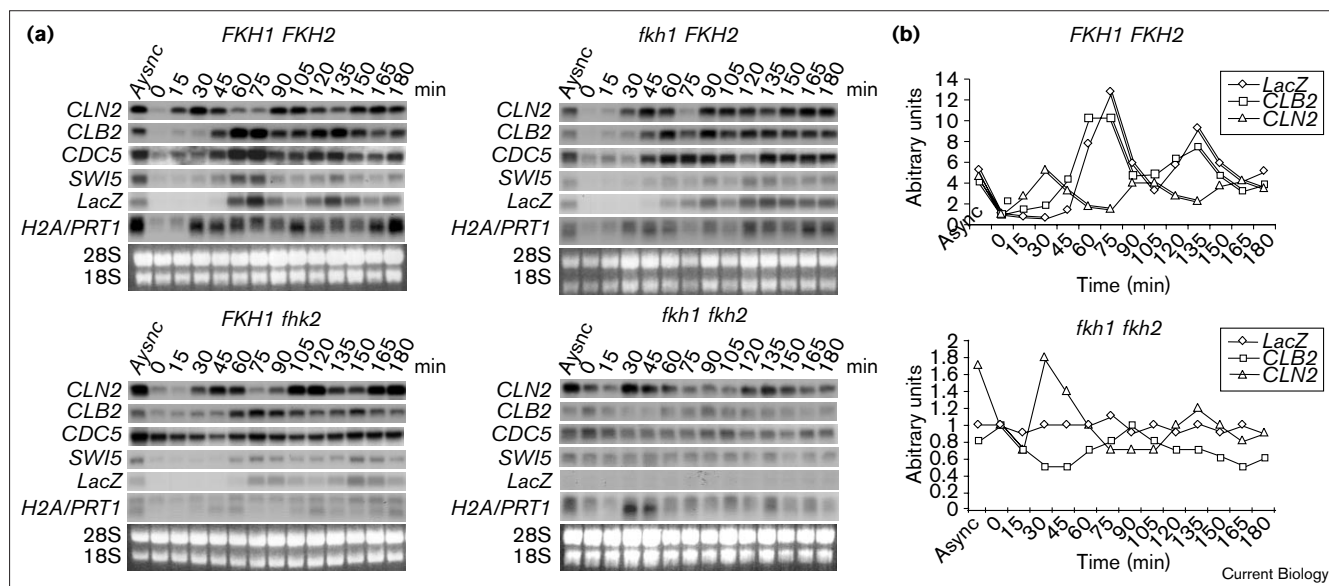 (a)
FKH1 FKH2
Aysnc 0 15 30 45 60 75 90 105 120 135 150 165 180 min
CLN2
CLB2
CDC5
SWI5
LacZ
H2A/PRT1
28S
18S
fkh1 FKH2
Aysnc 0 15 30 45 60 75 90 105 120 135 150 165 180 min
CLN2
CLB2
CDC5
SWI5
LacZ
H2A/PRT1
28S
18S
FKH1 fhk2
Aysnc 0 15 30 45 60 75 90 105 120 135 150 165 180 min
CLN2
CLB2
CDC5
SWI5
LacZ
H2A/PRT1
28S
18S
fkh1 fkh2
Aysnc 0 15 30 45 60 75 90 105 120 135 150 165 180 min
CLN2
CLB2
CDC5
SWI5
LacZ
H2A/PRT1
28S
18S
(b)
FKH1 FKH2
LacZ
CLB2
CLN2
Abitrary units
14
12
10
8
6
4
2
0
Async 0 15 30 45 60 75 90 105 120 135 150 165 180
Time (min)
fkh1 fkh2
LacZ
CLB2
CLN2
Abitrary units
2
1.8
1.6
1.4
1.2
1
0.8
0.6
0.4
0.2
0
Async 0 15 30 45 60 75 90 105 120 135 150 165 180
Time (min)
Current Biology